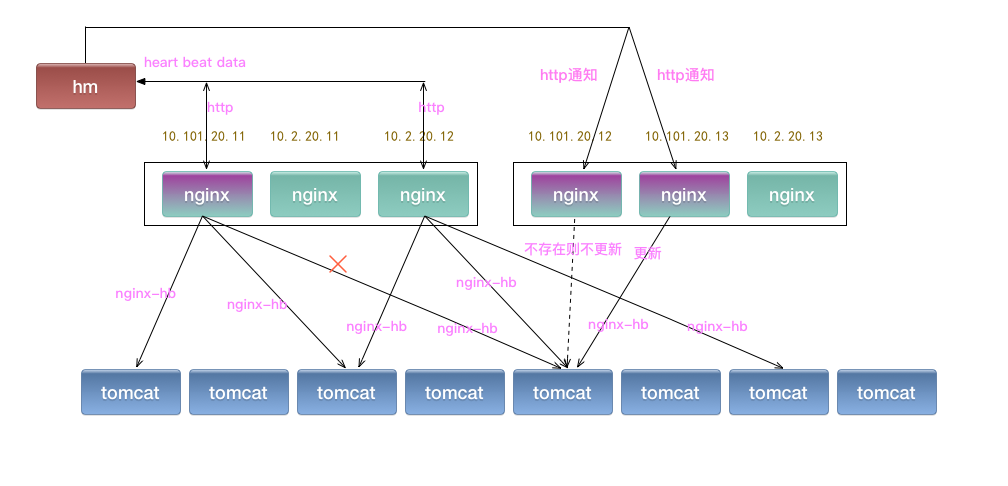 heart beat data
hm
http通知
http通知
http
http
10.101.20.11
10.2.20.11
10.2.20.12
10.101.20.12
10.101.20.13
10.2.20.13
nginx
nginx
nginx
nginx
nginx
nginx
不存在则不更新
更新
nginx-hb
nginx-hb
nginx-hb
nginx-hb
nginx-hb
nginx-hb
nginx-hb
tomcat
tomcat
tomcat
tomcat
tomcat
tomcat
tomcat
tomcat